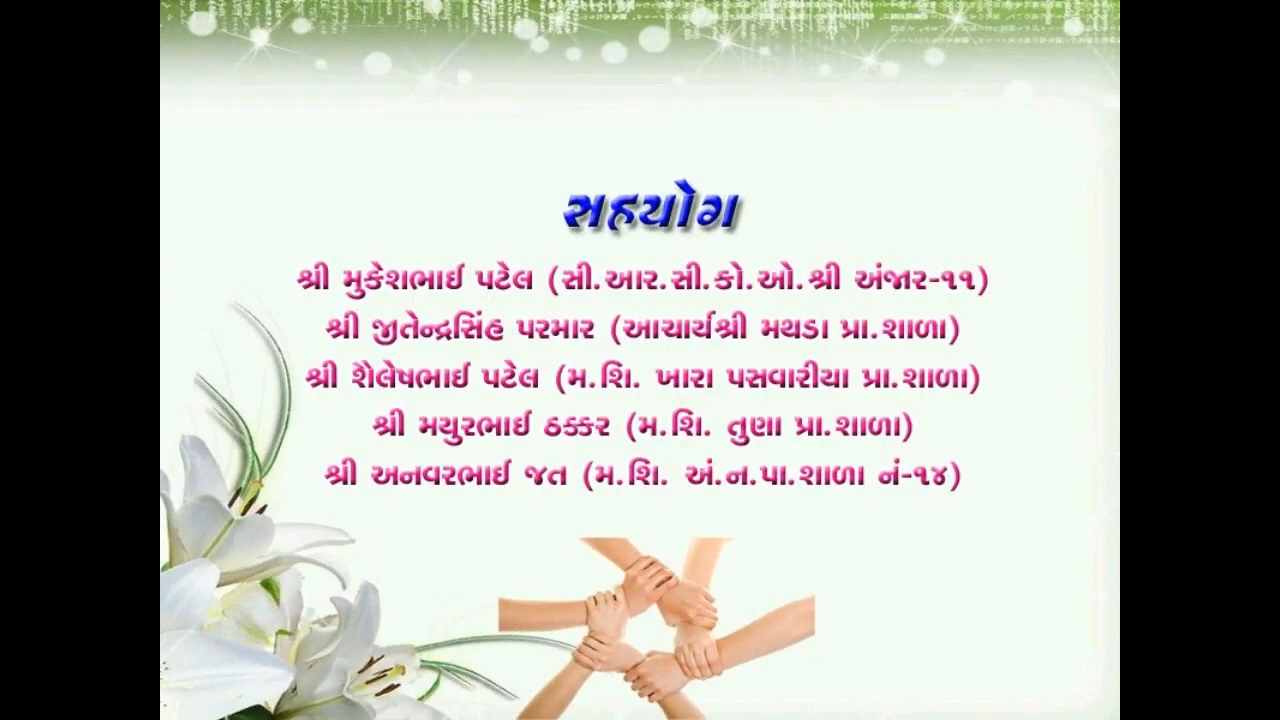 સહયોગ
શ્રી મુકેશભાઈ પટેલ (સી.આર.સી.કો.ઓ.શ્રી અંજાર-૧૧)
શ્રી જીતેન્દ્રસિંહ પરમાર (આચાર્યશ્રી મથડા પ્રા.શાળા)
શ્રી શૈલેષભાઈ પટેલ (મ.શિ. ખારા પસવારીયા પ્રા.શાળા)
શ્રી મયુરભાઈ ઠક્કર (મ.શિ. તુણા પ્રા.શાળા)
શ્રી અનવરભાઈ જત (મ.શિ. અં.ન.પા.શાળા નં-૧૪)